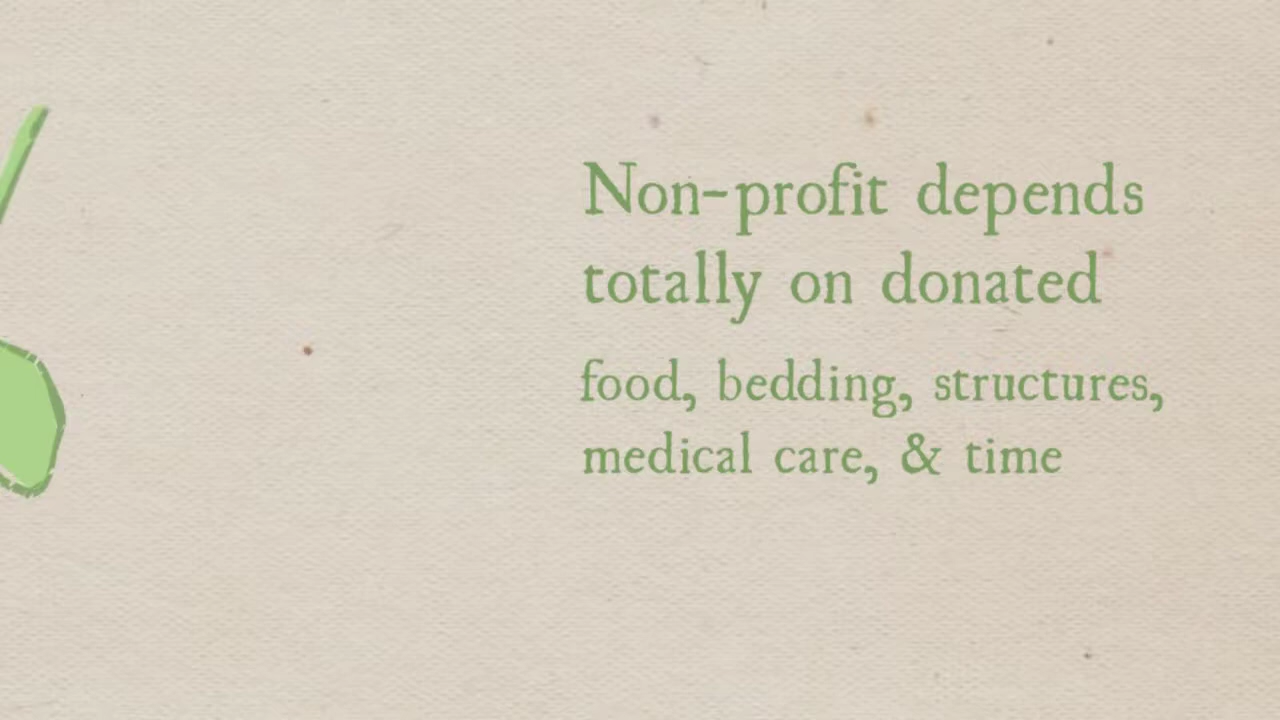 Non-profit depends
totally on donated
food, bedding, structures,
medical care, & time